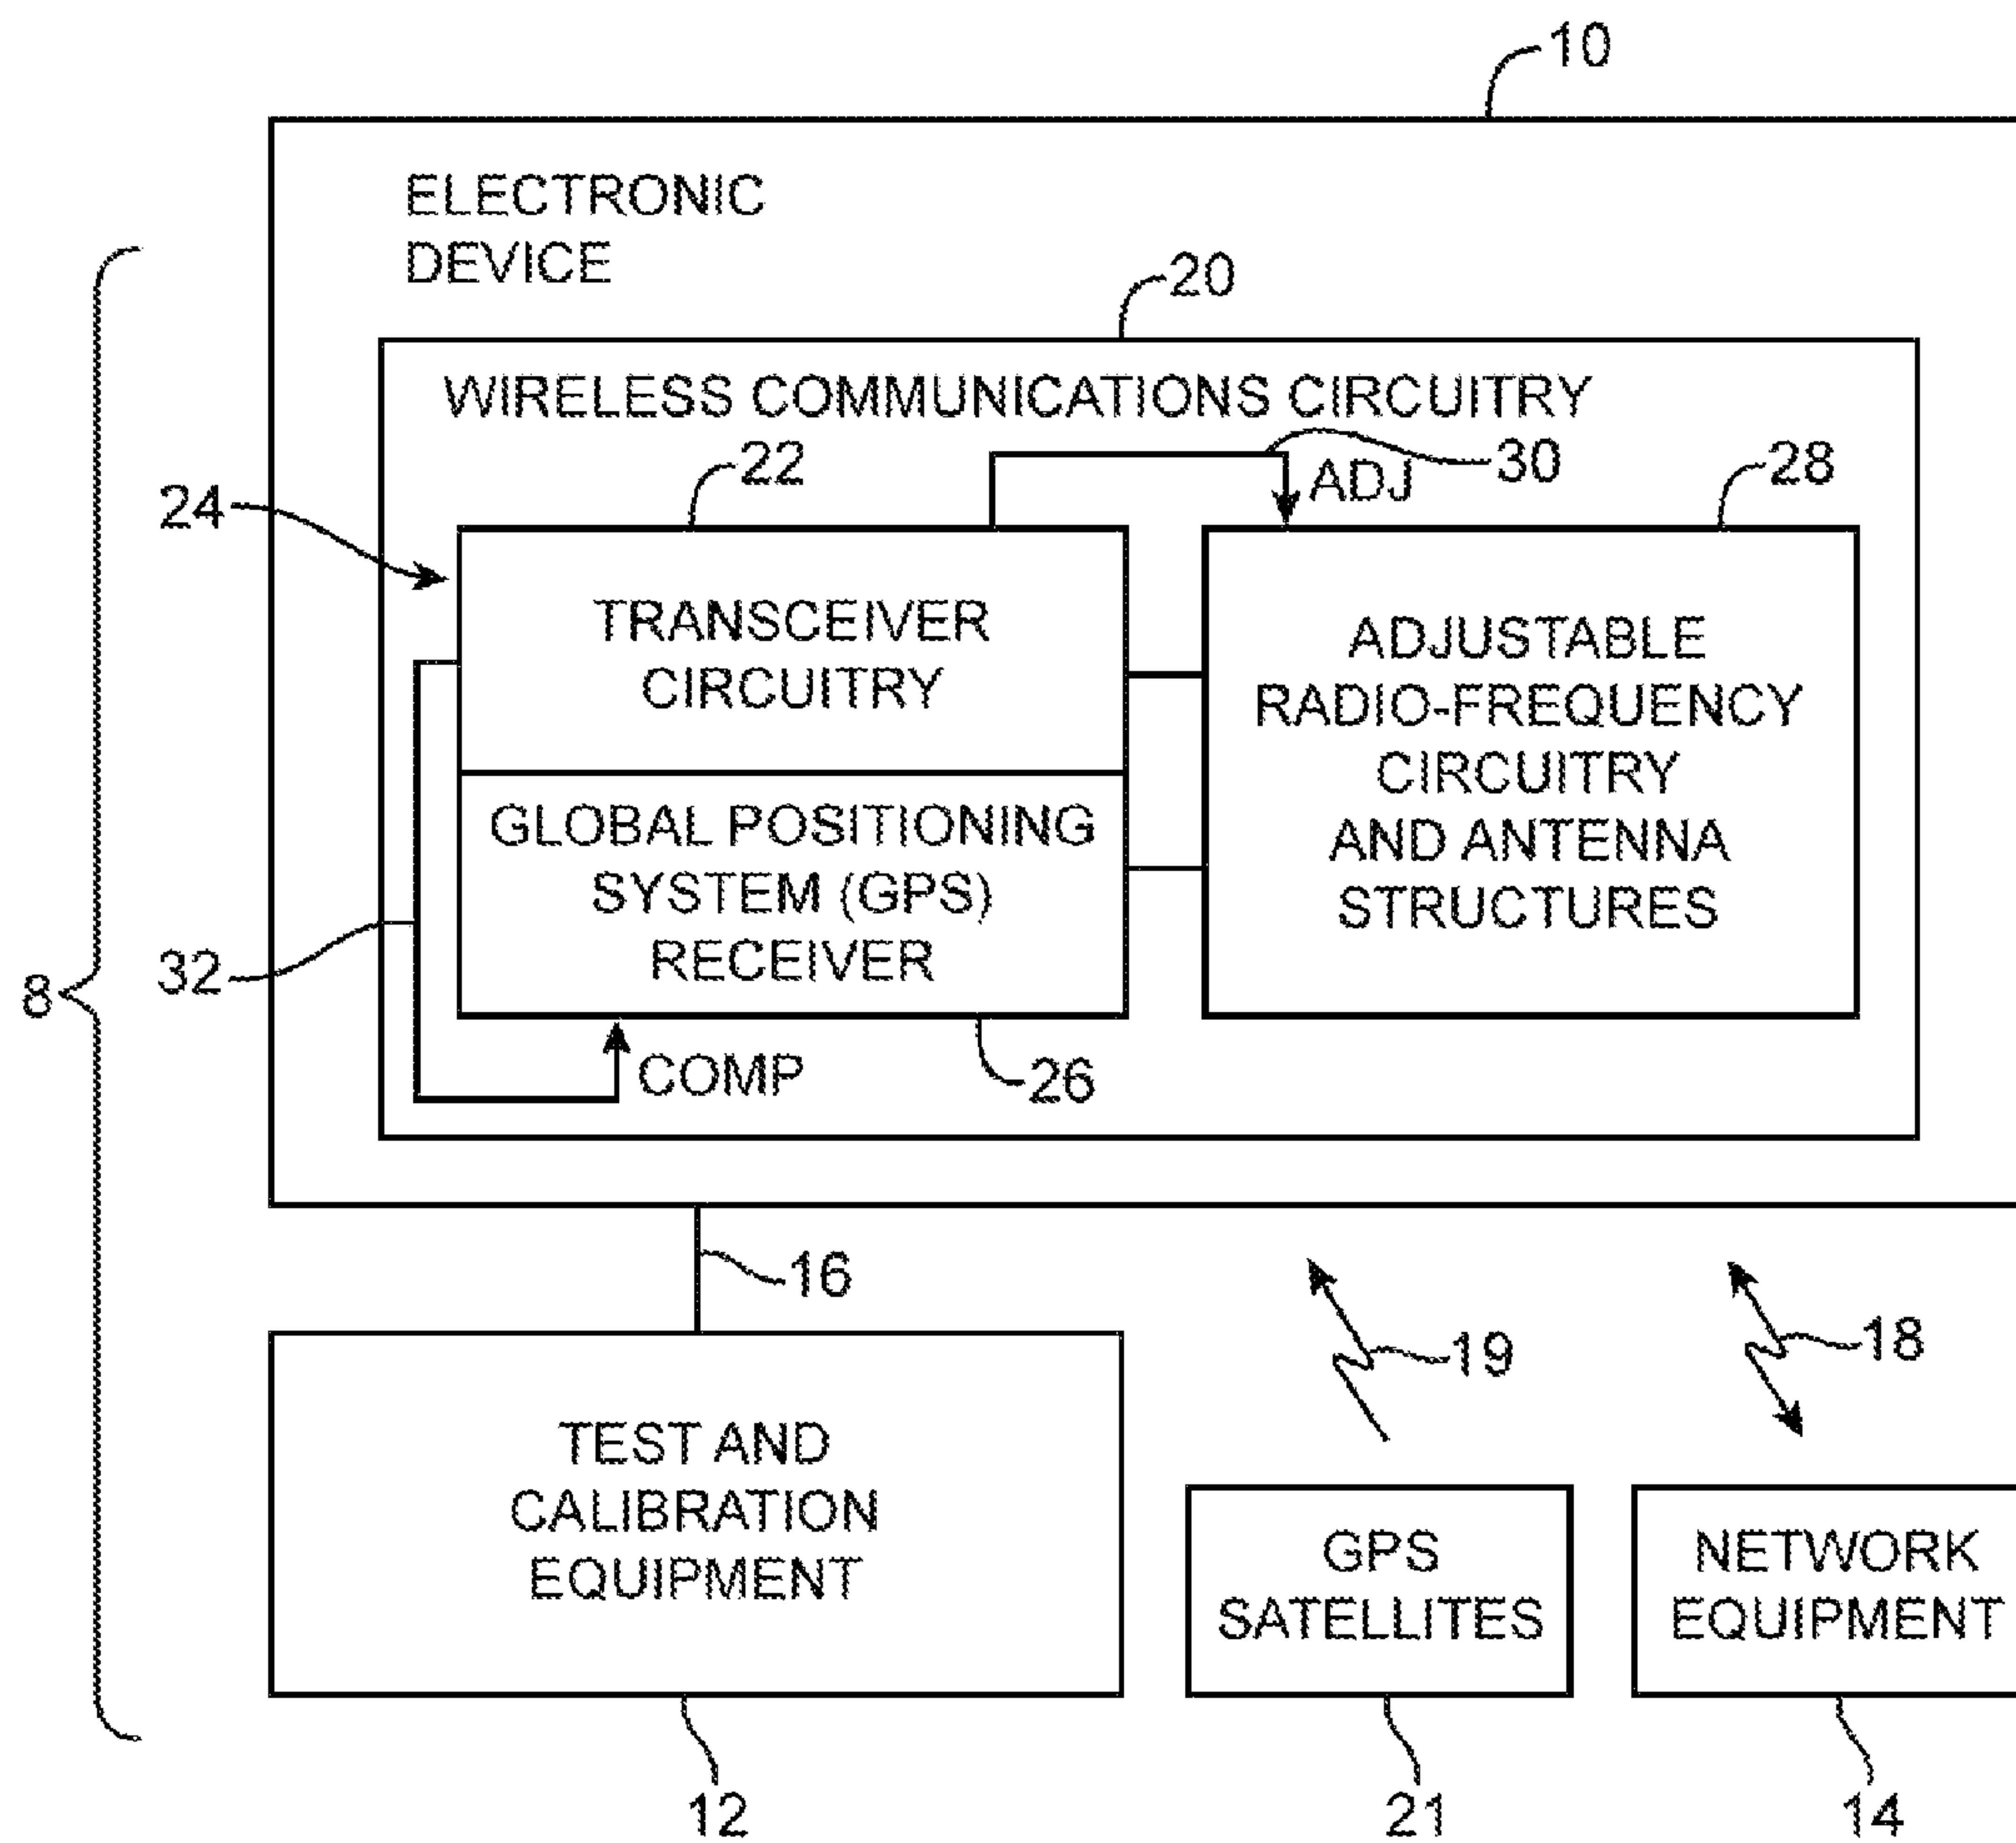 10
ELECTRONIC
DEVICE
20
WIRELESS COMMUNICATIONS CIRCUITRY
22
30
ADJ
28
24
TRANSCEIVER
CIRCUITRY
ADJUSTABLE
RADIO-FREQUENCY
CIRCUITRY
AND ANTENNA
STRUCTURES
GLOBAL POSITIONING
SYSTEM (GPS)
RECEIVER
32
8
COMP
26
16
19
18
TEST AND
CALIBRATION
EQUIPMENT
GPS
SATELLITES
NETWORK
EQUIPMENT
12
21
14